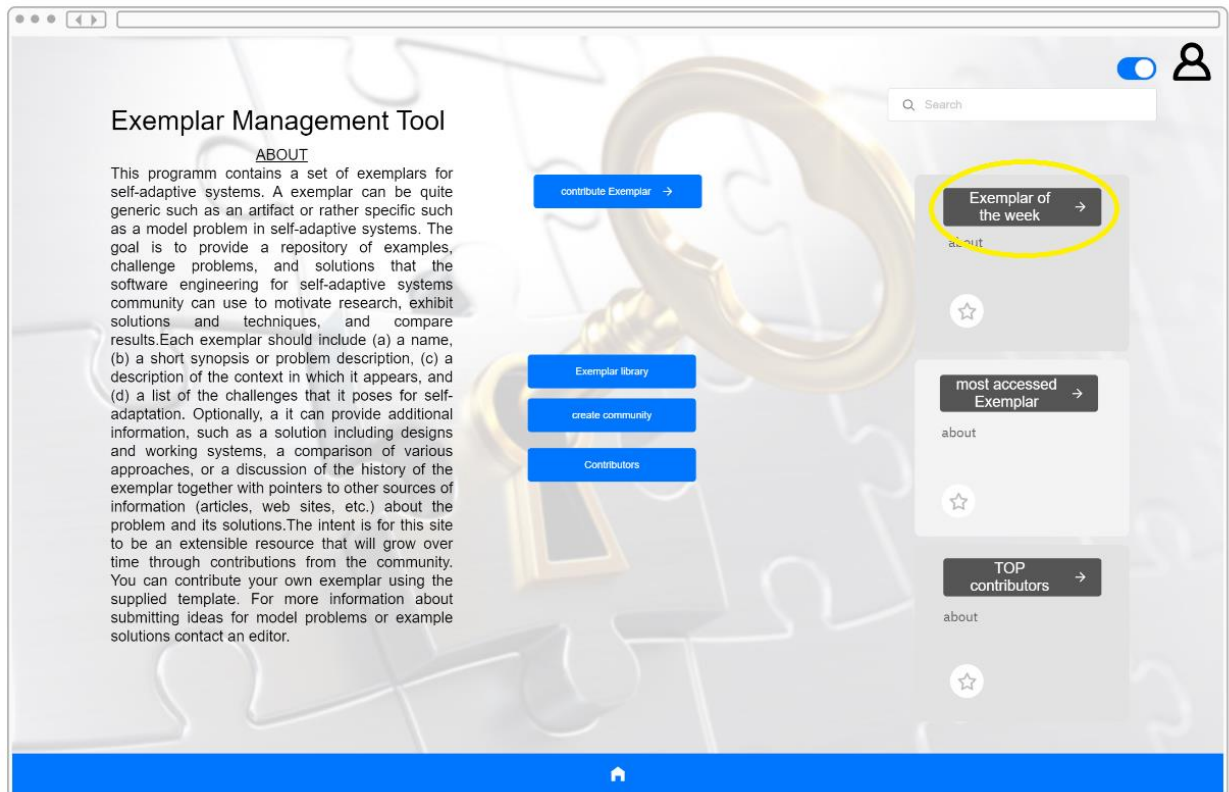 Search
Exemplar Management Tool
ABOUT
This programm contains a set of exemplars for
self-adaptive systems. A exemplar can be quite
generic such as an artifact or rather specific such
as a model problem in self-adaptive systems. The
goal is to provide a repository of examples,
challenge problems, and solutions that the
software engineering for self-adaptive systems
community can use to motivate research, exhibit
solutions and techniques, and compare
results.Each exemplar should include (a) a name,
(b) a short synopsis or problem description, (c) a
description of the context in which it appears, and
(d) a list of the challenges that it poses for self-
adaptation. Optionally, a it can provide additional
information, such as a solution including designs
and working systems, a comparison of various
approaches, or a discussion of the history of the
exemplar together with pointers to other sources of
information (articles, web sites, etc.) about the
problem and its solutions.The intent is for this site
to be an extensible resource that will grow over
time through contributions from the community.
You can contribute your own exemplar using the
supplied template. For more information about
submitting ideas for model problems or example
solutions contact an editor.
contribute Exemplar →
Exemplar library
create community
Contributors
Exemplar of
the week →
about
most accessed
Exemplar →
about
TOP
contributors →
about